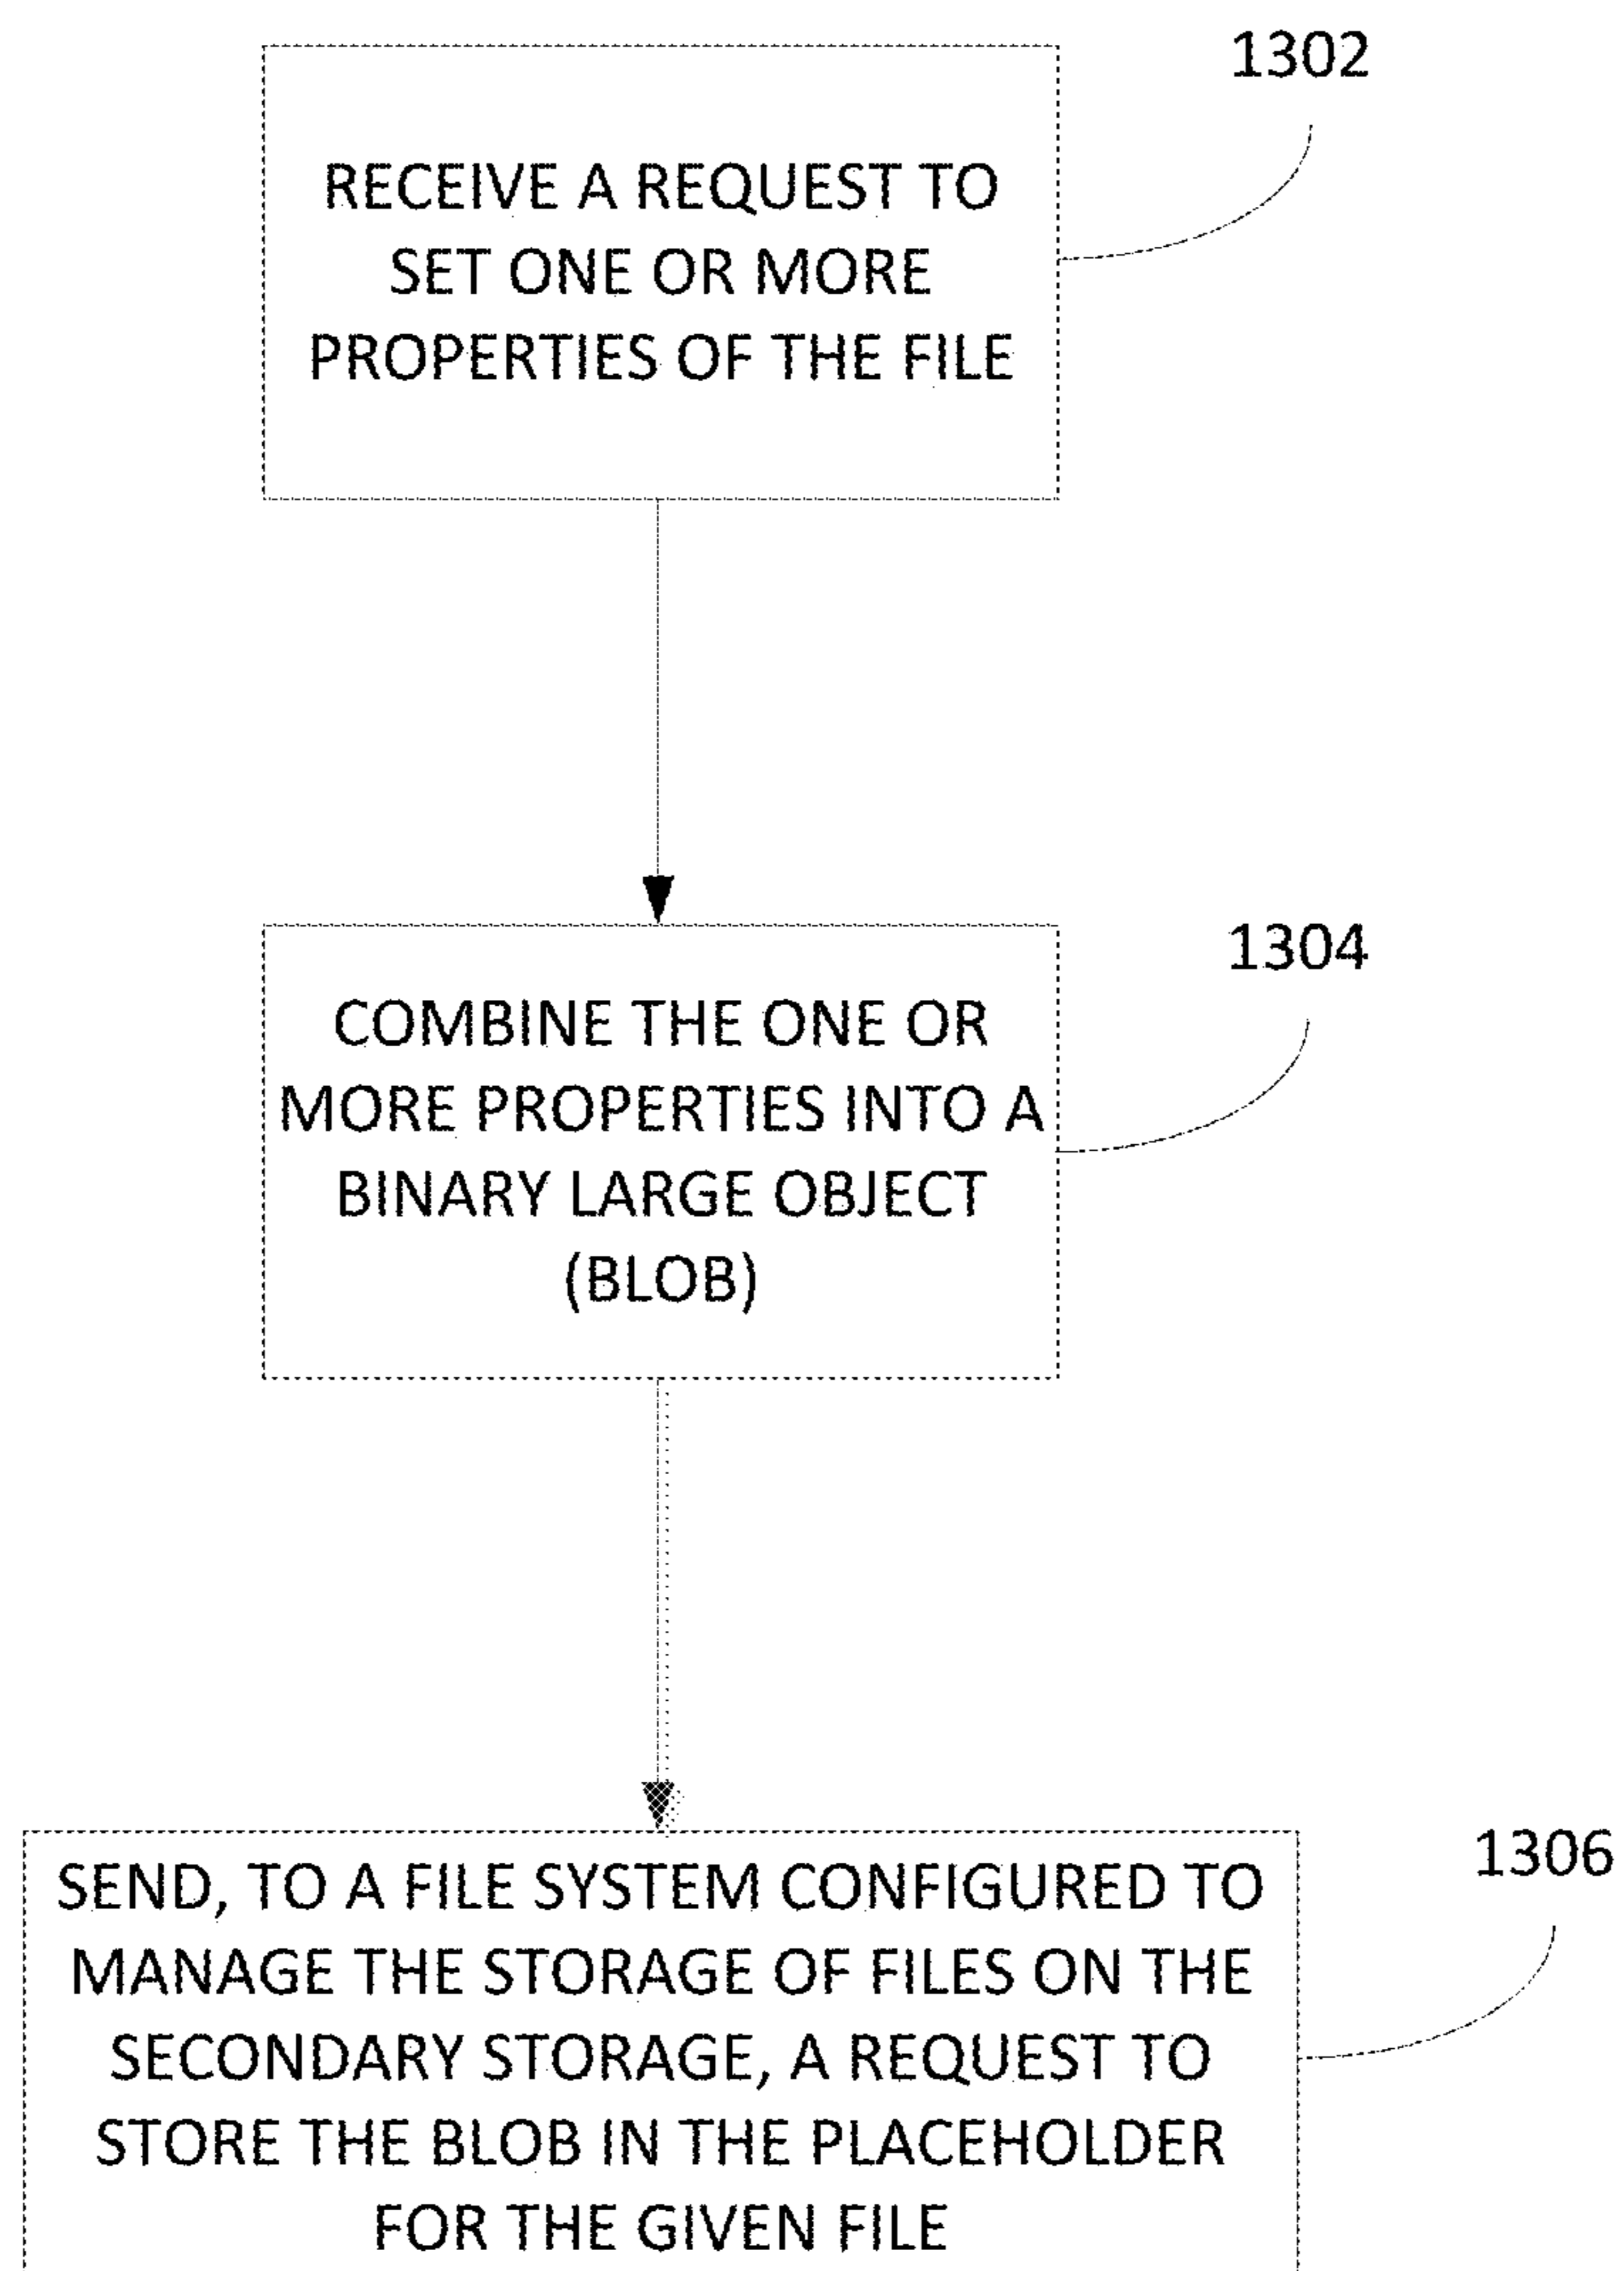 1302
RECEIVE A REQUEST TO
SET ONE OR MORE
PROPERTIES OF THE FILE
1304
COMBINE THE ONE OR
MORE PROPERTIES INTO A
BINARY LARGE OBJECT
(BLOB)
1306
SEND, TO A FILE SYSTEM CONFIGURED TO
MANAGE THE STORAGE OF FILES ON THE
SECONDARY STORAGE, A REQUEST TO
STORE THE BLOB IN THE PLACEHOLDER
FOR THE GIVEN FILE